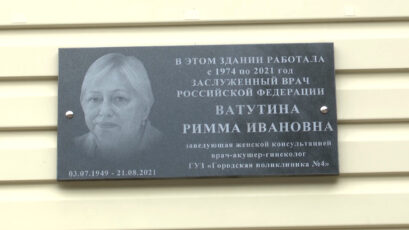 В ЭТОМ ЗДАНИИ РАБОТАЛА
с 1974 по 2021 год
ЗАСЛУЖЕННЫЙ ВРАЧ
РОССИЙСКОЙ ФЕДЕРАЦИИ
ВАТУТИНА
РИММА ИВАНОВНА
заведующая женской консультацией
врач-акушер-гинеколог
ГУЗ «Городская поликлиника №4»
03.07.1949 - 21.08.2021